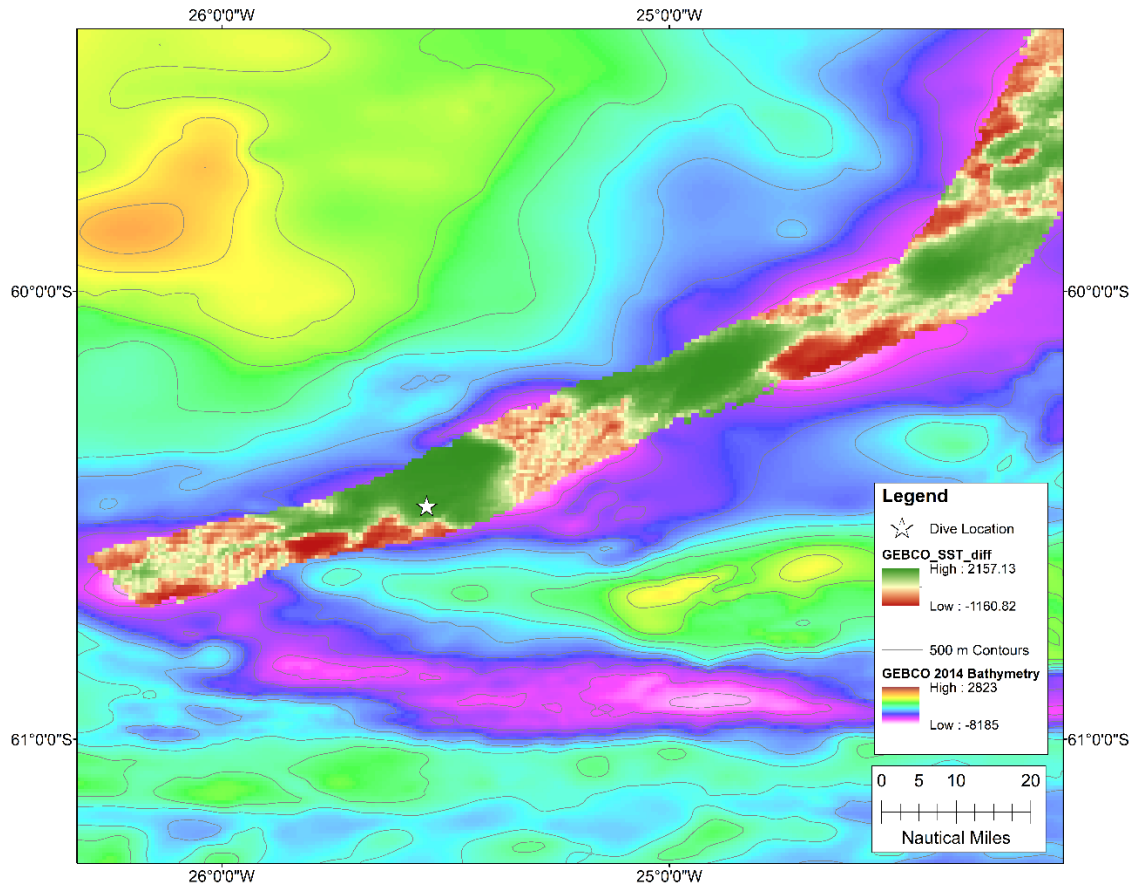 26°0'0"W 25°0'0"W
60°0'0"S 60°0'0"S
Legend
Dive Location
GEBCO_SST_diff
High : 2157.13
Low : -1160.82
500 m Contours
GEBCO 2014 Bathymetry
High : 2823
Low : -8185
61°0'0"S 61°0'0"S
0 5 10 20
Nautical Miles
26°0'0"W 25°0'0"W